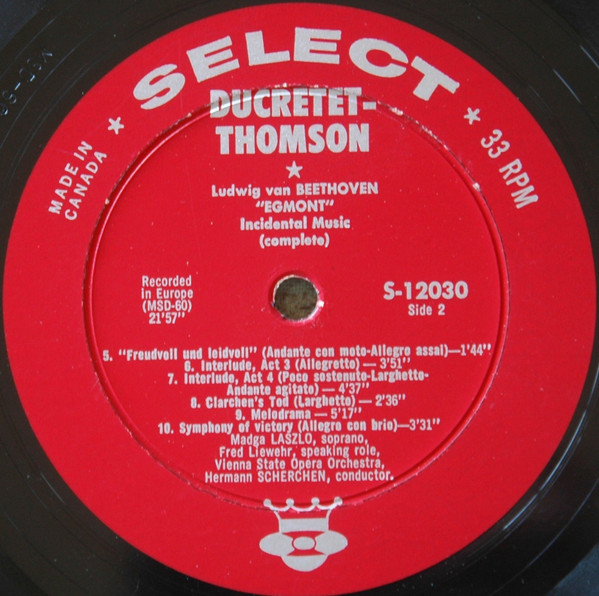 ★ SELECT ★
DUCRETET-
THOMSON
★
MADE IN
CANADA
33 RPM
Ludwig van BEETHOVEN
"EGMONT"
Incidental Music
(complete)
Recorded
in Europe
(MSD-60)
21'57"
S-12030
Side 2
5. "Freudvoll und leidvoll" (Andante con moto-Allegro assai)—1'44"
6. Interlude, Act 3 (Allegretto) — 3'51"
7. Interlude, Act 4 (Poco sostenuto-Larghetto-
Andante agitato) — 4'37"
8. Clarchen's Tod (Larghetto) — 2'36"
9. Melodrama — 5'17"
10. Symphony of victory (Allegro con brio)—3'31"
Madga LASZLO, soprano,
Fred Liewehr, speaking role,
Vienna State Opera Orchestra,
Hermann SCHERCHEN, conductor.